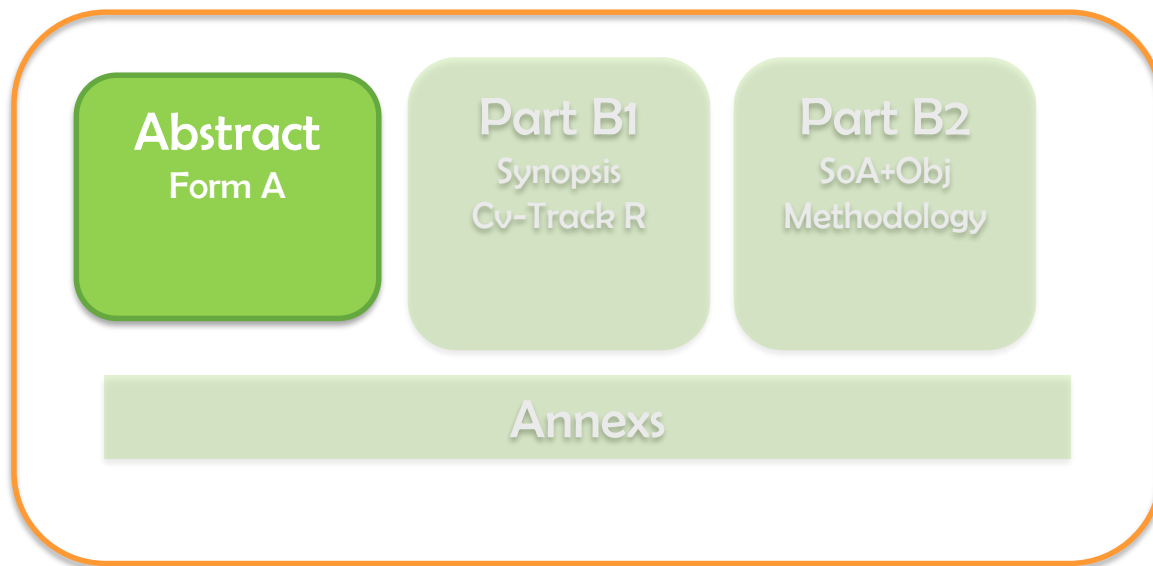 Abstract
Form A
Part B1
Synopsis
Cv-Track R
Part B2
SoA+Obj
Methodology
Annexs